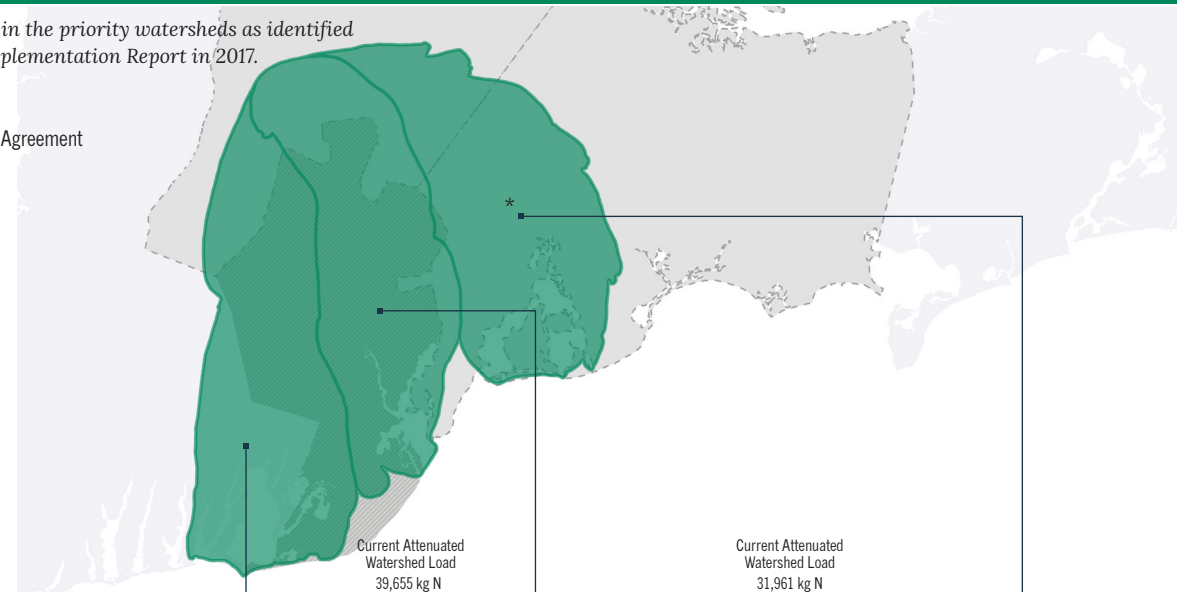 in the priority watersheds as identified
plementation Report in 2017.
Agreement
*
Current Attenuated
Watershed Load
39,655 kg N
Current Attenuated
Watershed Load
31,961 kg N